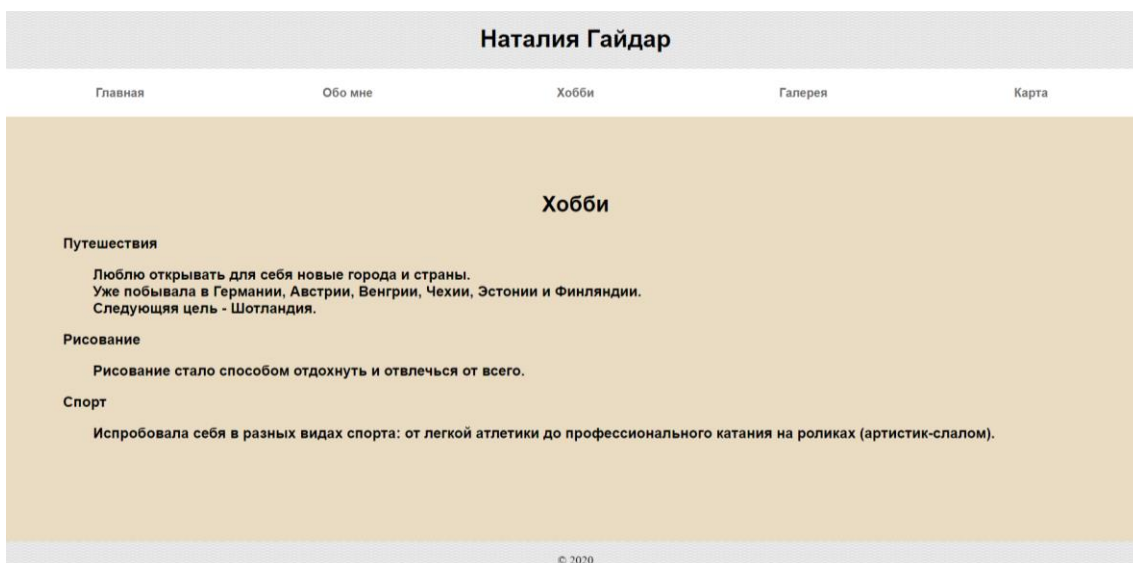 Наталия Гайдар
Главная Обо мне Хобби Галерея Карта
Хобби
Путешествия
Люблю открывать для себя новые города и страны.
Уже побывала в Германии, Австрии, Венгрии, Чехии, Эстонии и Финляндии.
Следующяя цель - Шотландия.
Рисование
Рисование стало способом отдохнуть и отвлечься от всего.
Спорт
Испробовала себя в разных видах спорта: от легкой атлетики до профессионального катания на роликах (артистик-слалом).
© 2020